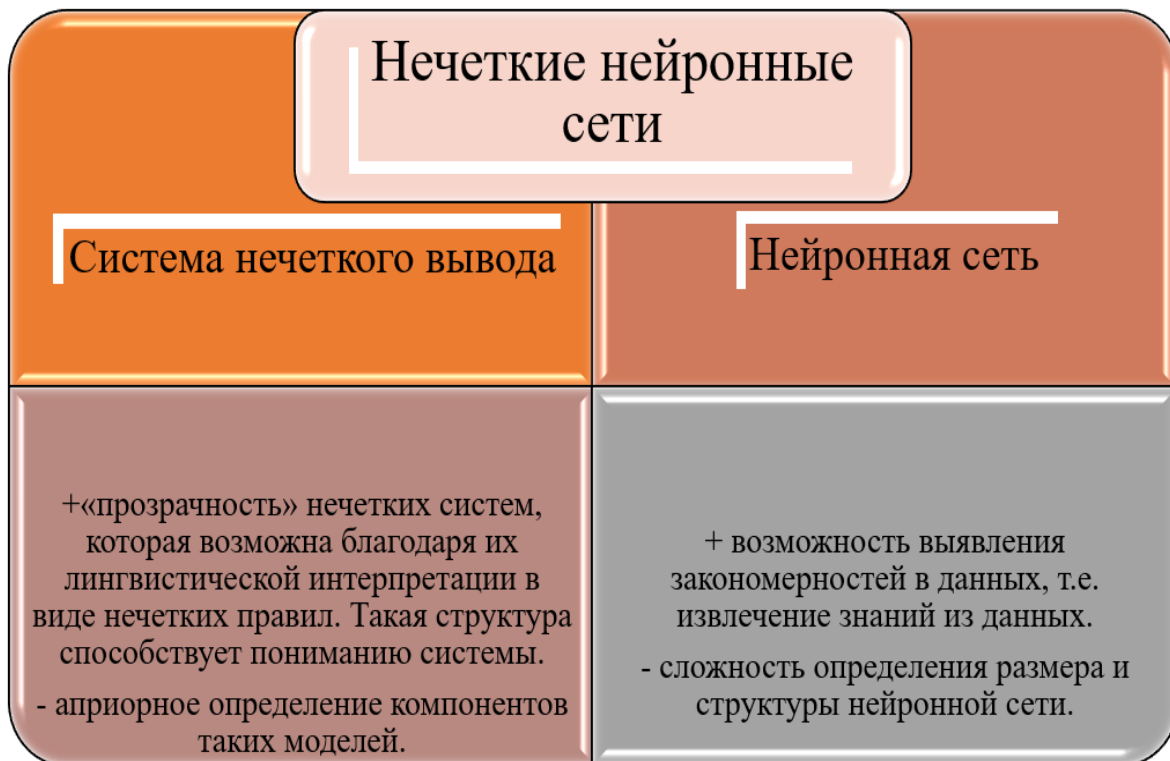 Нечеткие нейронные
сети
Система нечеткого вывода
Нейронная сеть
+«прозрачность» нечетких систем,
которая возможна благодаря их
лингвистической интерпретации в
виде нечетких правил. Такая структура
способствует пониманию системы.
- априорное определение компонентов
таких моделей.
+ возможность выявления
закономерностей в данных, т.е.
извлечение знаний из данных.
- сложность определения размера и
структуры нейронной сети.